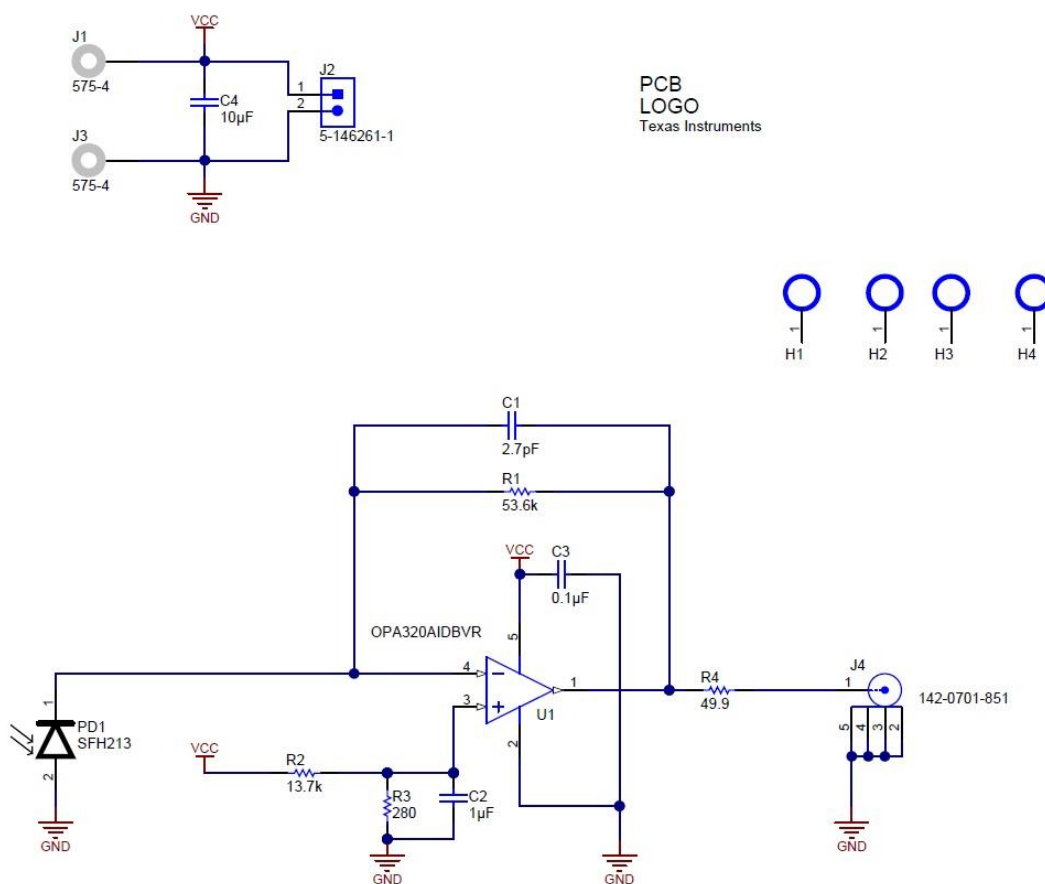 VCC
J1
575-4
C4
10µF
J2
1
2
5-146261-1
J3
575-4
GND
PCB
LOGO
Texas Instruments
1
1
1
1
H1
H2
H3
H4
C1
2.7pF
R1
53.6k
VCC
C3
0.1µF
OPA320AIDBVR
5
4
3
1
2
U1
R4
49.9
J4
1
142-0701-851
5
4
3
2
GND
1
PD1
SFH213
2
GND
VCC
R2
13.7k
R3
280
C2
1µF
GND
GND